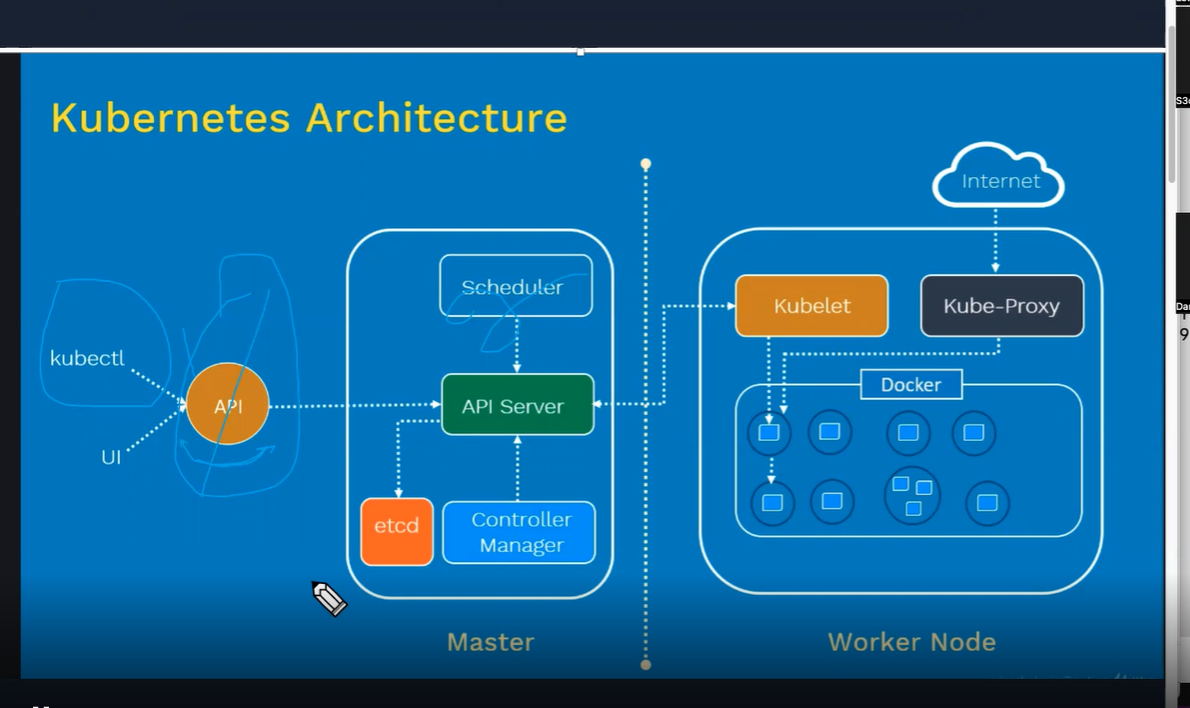 Kubernetes Architecture
Internet
Scheduler
Kubelet
Kube-Proxy
kubectl
API
API Server
Docker
UI
etcd
Controller
Manager
Master
Worker Node